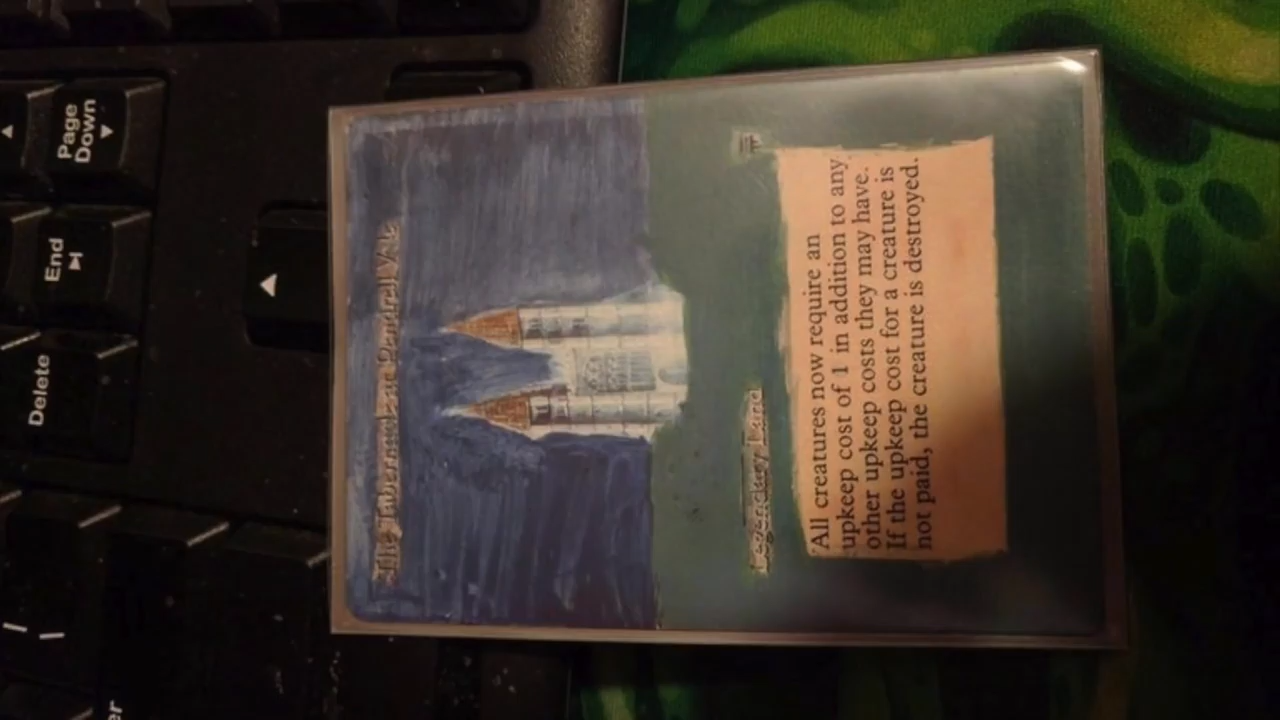 The Tabernacle at Pendrell Vale
Legendary Land
All creatures now require an
upkeep cost of 1 in addition to any
other upkeep costs they may have.
If the upkeep cost for a creature is
not paid, the creature is destroyed.
Page
Down
End
Delete